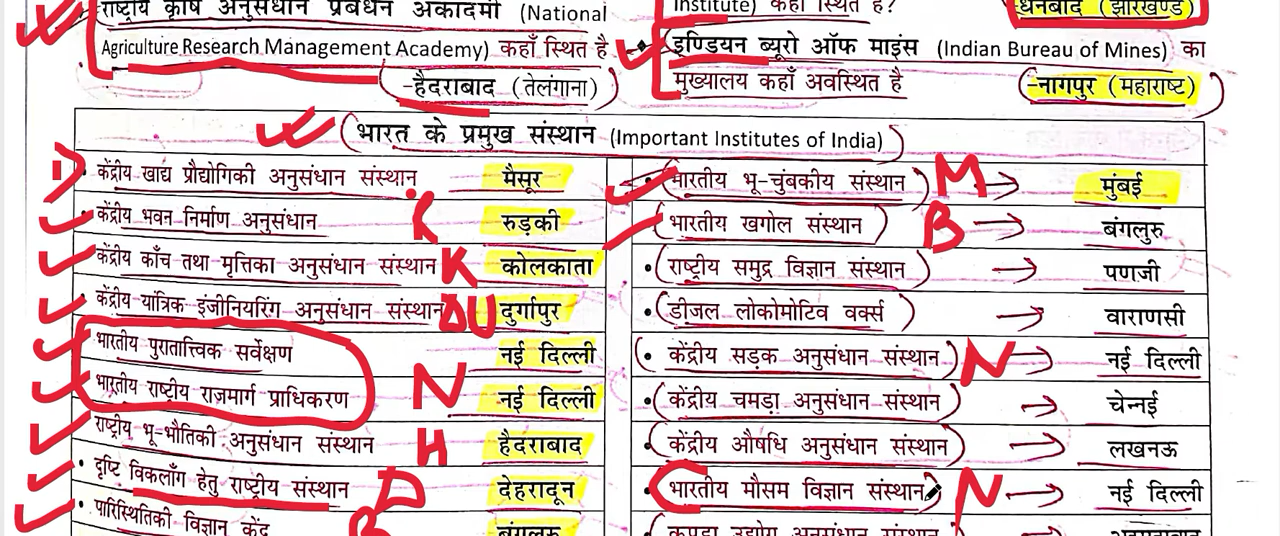 राष्ट्रीय कृषि अनुसंधान प्रबंधन अकादमी (National
Agriculture Research Management Academy) कहाँ स्थित है
-हैदराबाद (तेलंगाना)
Institute) कहाँ स्थित है?
धनबाद (झारखण्ड)
इण्डियन ब्यूरो ऑफ माइंस (Indian Bureau of Mines) का
मुख्यालय कहाँ अवस्थित है
-नागपुर (महाराष्ट)
भारत के प्रमुख संस्थान (Important Institutes of India)
1) केंद्रीय खाद्य प्रौद्योगिकी अनुसंधान संस्थान मैसूर
केंद्रीय भवन निर्माण अनुसंधान R रुड़की
केंद्रीय काँच तथा मृत्तिका अनुसंधान संस्थान K कोलकाता
केंद्रीय यांत्रिक इंजीनियरिंग अनुसंधान संस्थान DU दुर्गापुर
भारतीय पुरातात्त्विक सर्वेक्षण नई दिल्ली
भारतीय राष्ट्रीय राजमार्ग प्राधिकरण N नई दिल्ली
राष्ट्रीय भू-भौतिकी अनुसंधान संस्थान H हैदराबाद
दृष्टि विकलाँग हेतु राष्ट्रीय संस्थान D देहरादून
पारिस्थितिकी विज्ञान केंद्र B बंगलुरु
भारतीय भू-चुंबकीय संस्थान M → मुंबई
भारतीय खगोल संस्थान B → बंगलुरु
राष्ट्रीय समुद्र विज्ञान संस्थान → पणजी
डीजल लोकोमोटिव वर्क्स → वाराणसी
केंद्रीय सड़क अनुसंधान संस्थान N → नई दिल्ली
केंद्रीय चमड़ा अनुसंधान संस्थान → चेन्नई
केंद्रीय औषधि अनुसंधान संस्थान → लखनऊ
भारतीय मौसम विज्ञान संस्थान N → नई दिल्ली